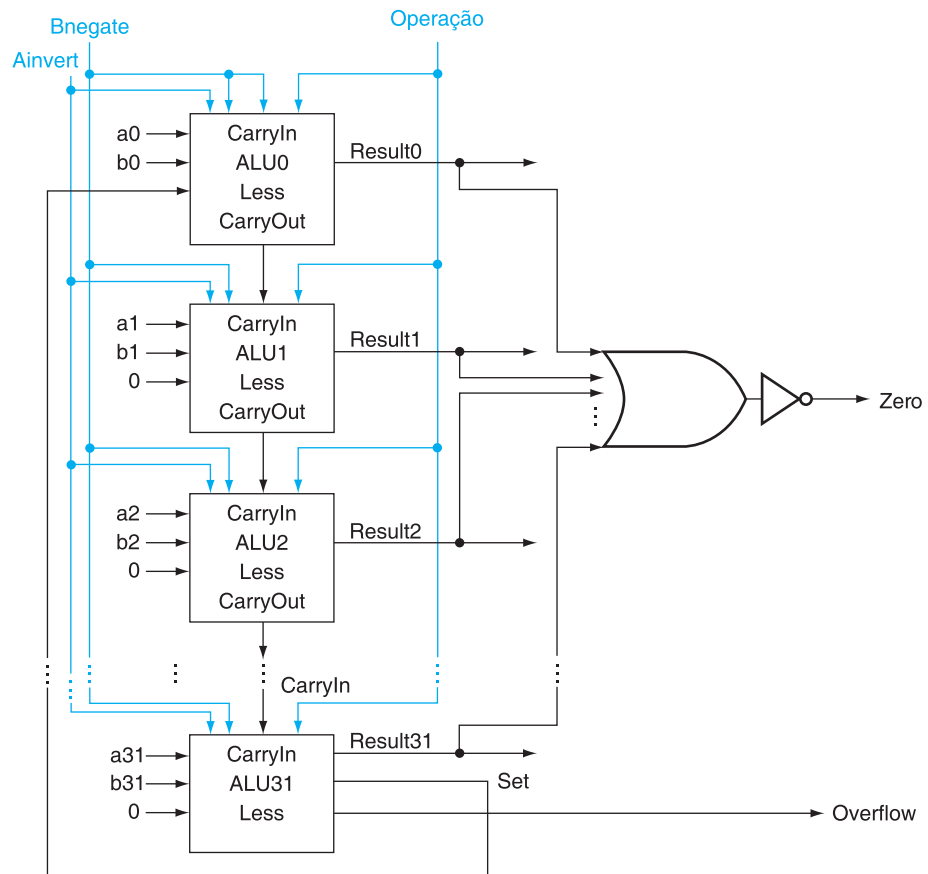 Bnegate
Operação
Ainvert
a0
CarryIn
Result0
b0
ALU0
Less
CarryOut
a1
CarryIn
Result1
b1
ALU1
0
Less
CarryOut
Zero
a2
CarryIn
Result2
b2
ALU2
0
Less
CarryOut
CarryIn
a31
CarryIn
Result31
b31
ALU31
Set
0
Less
Overflow